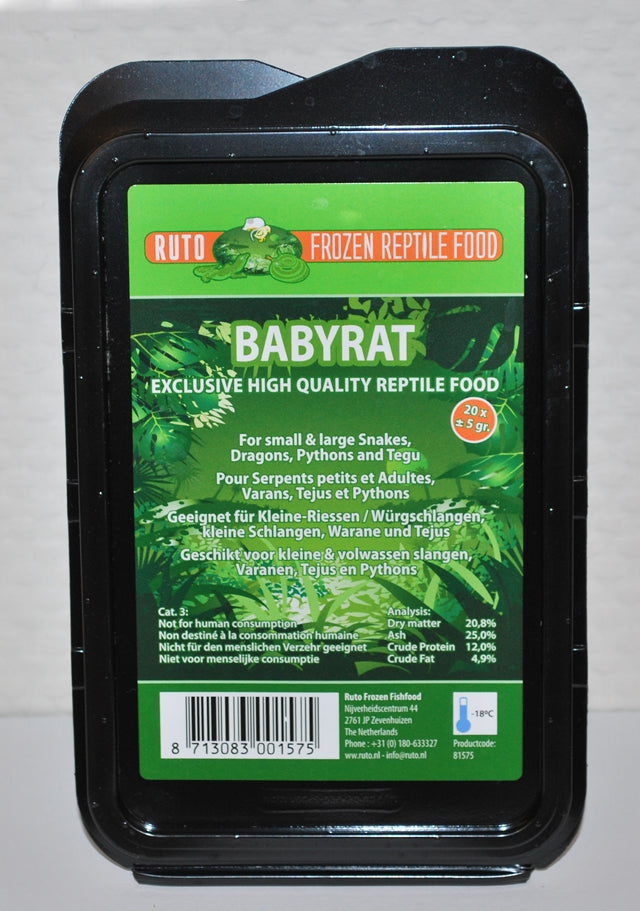 RUTO FROZEN REPTILE FOOD
BABYRAT
EXCLUSIVE HIGH QUALITY REPTILE FOOD
20 x
± 5 gr.
For small & large Snakes,
Dragons, Pythons and Tegu
Pour Serpents petits et Adultes,
Varans, Tejus et Pythons
Geeignet für Kleine-Riessen / Würgschlangen,
kleine Schlangen, Warane und Tejus
Geschikt voor kleine & volwassen slangen,
Varanen, Tejus en Pythons
Cat. 3:
Not for human consumption
Non destiné à la consommation humaine
Nicht für den menslichen Verzehr geeignet
Niet voor menselijke consumptie
Analysis:
Dry matter 20,8%
Ash 25,0%
Crude Protein 12,0%
Crude Fat 4,9%
8 713083 001575
Ruto Frozen Fishfood
Nijverheidscentrum 44
2761 JP Zevenhuizen
The Netherlands
Phone : +31 (0) 180-633327
www.ruto.nl - info@ruto.nl
-18ºC
Productcode:
81575